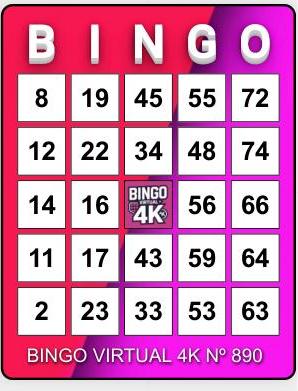 B I N G O
8 19 45 55 72
12 22 34 48 74
14 16 BINGO VIRTUAL 4K 56 66
11 17 43 59 64
2 23 33 53 63
BINGO VIRTUAL 4K Nº 890